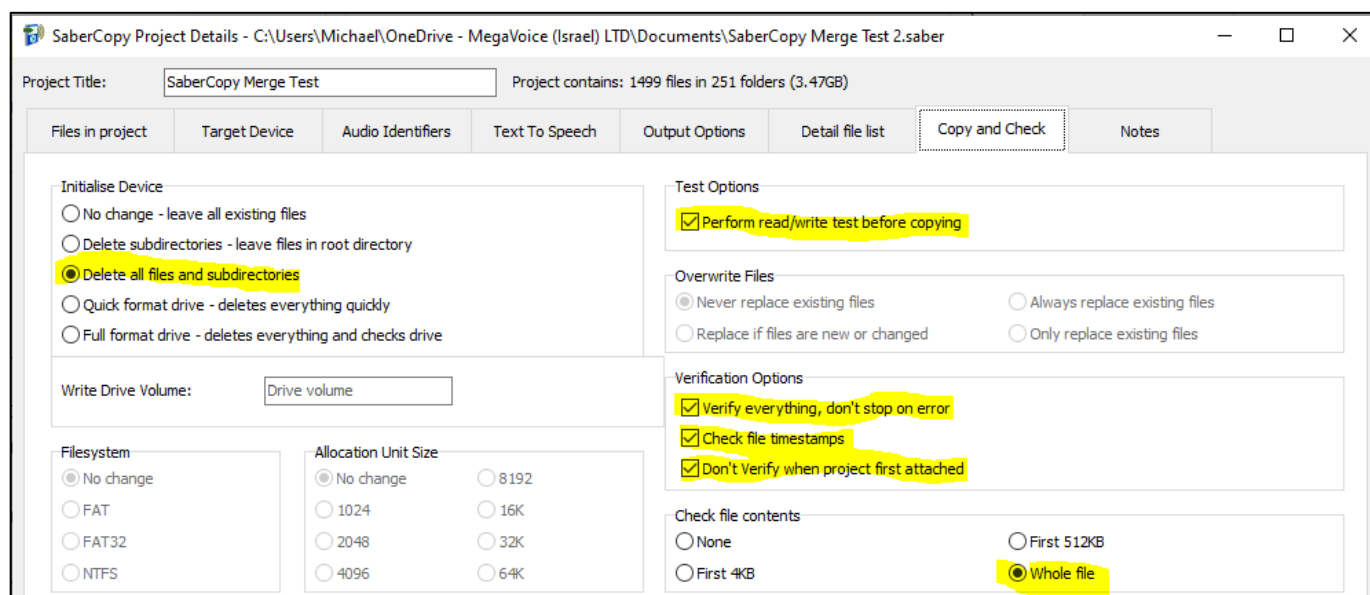 SaberCopy Project Details - C:\Users\Michael\OneDrive - MegaVoice (Israel) LTD\Documents\SaberCopy Merge Test 2.saber
Project Title: SaberCopy Merge Test Project contains: 1499 files in 251 folders (3.47GB)
Files in project Target Device Audio Identifiers Text To Speech Output Options Detail file list Copy and Check Notes
Initialise Device
No change - leave all existing files
Delete subdirectories - leave files in root directory
Delete all files and subdirectories
Quick format drive - deletes everything quickly
Full format drive - deletes everything and checks drive
Write Drive Volume: Drive volume
Filesystem
No change
FAT
FAT32
NTFS
Allocation Unit Size
No change 8192
1024 16K
2048 32K
4096 64K
Test Options
Perform read/write test before copying
Overwrite Files
Never replace existing files Always replace existing files
Replace if files are new or changed Only replace existing files
Verification Options
Verify everything, don't stop on error
Check file timestamps
Don't Verify when project first attached
Check file contents
None First 512KB
First 4KB Whole file